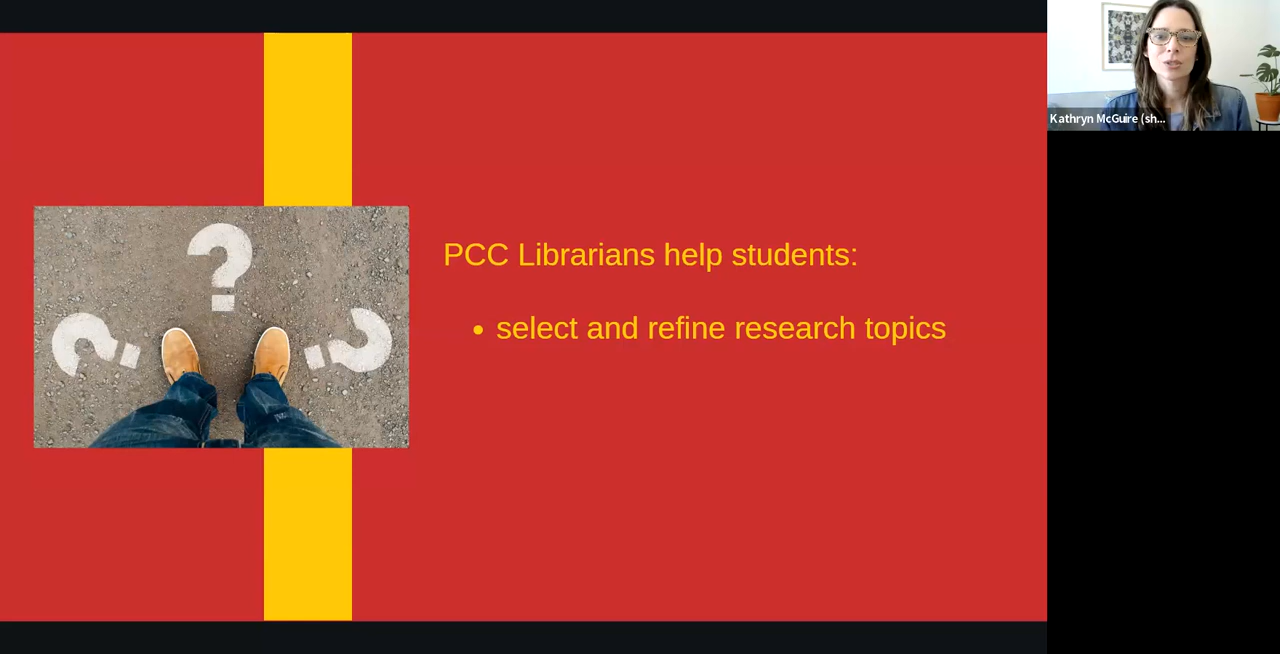 Kathryn McGuire (sh...
?
? ?
PCC Librarians help students:
• select and refine research topics